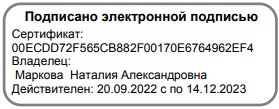 Подписано электронной подписью
Сертификат:
00ECDD72F565CB882F00170E6764962EF4
Владелец:
Маркова Наталия Александровна
Действителен: 20.09.2022 с по 14.12.2023